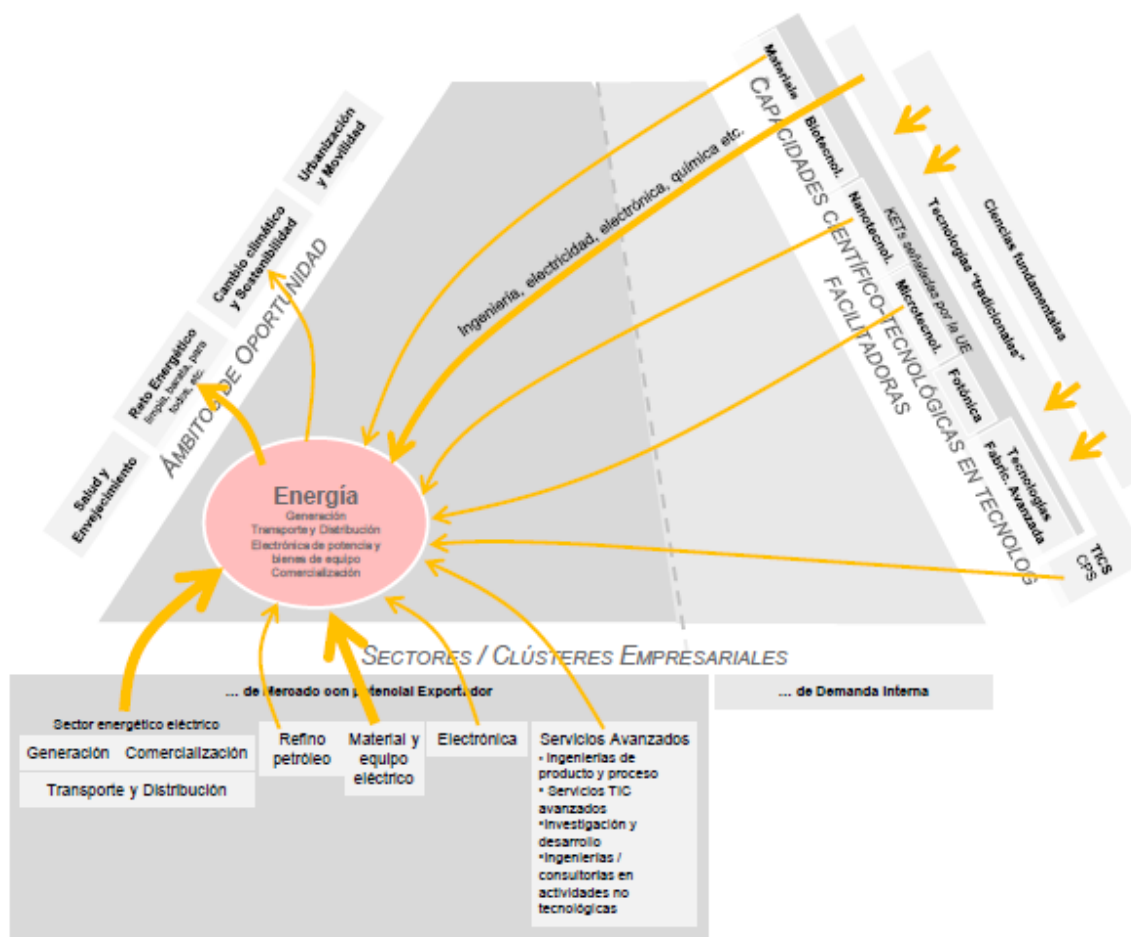 Urbanización
y Movilidad
Cambio climático
y Sostenibilidad
Reto Energético
limpia, barata, para
todos, etc.
Salud y
Envejacimiento
ÁMBITOS DE OPORTUNIDAD
Ingeniería, electricidad, electrónica, química etc.
Materiale
Biotecnol.
Nanotecnol.
Microtecnol.
Fotónica
Tecnologías
Fabric. Avanzada
TICS
CPS
KETs señaladas por la UE
Tecnologías "tradicionales"
Ciencias fundamentales
CAPACIDADES CIENTÍFICO-TECNOLÓGICAS EN TECNOLOG
FACILITADORAS
Energía
Generación
Transporte y Distribución
Electrónica de potencia y
bienes de equipo
Comercialización
SECTORES / CLÚSTERES EMPRESARIALES
... de Mercado con potencial Exportador
... de Demanda Interna
Sector energético eléctrico
Generación Comercialización
Transporte y Distribución
Refino
petróleo
Material y
equipo
eléctrico
Electrónica
Servicios Avanzados
• Ingenierías de
producto y proceso
• Servicios TIC
avanzados
•Investigación y
desarrollo
•Ingenierías /
consultorías en
actividades no
tecnológicas